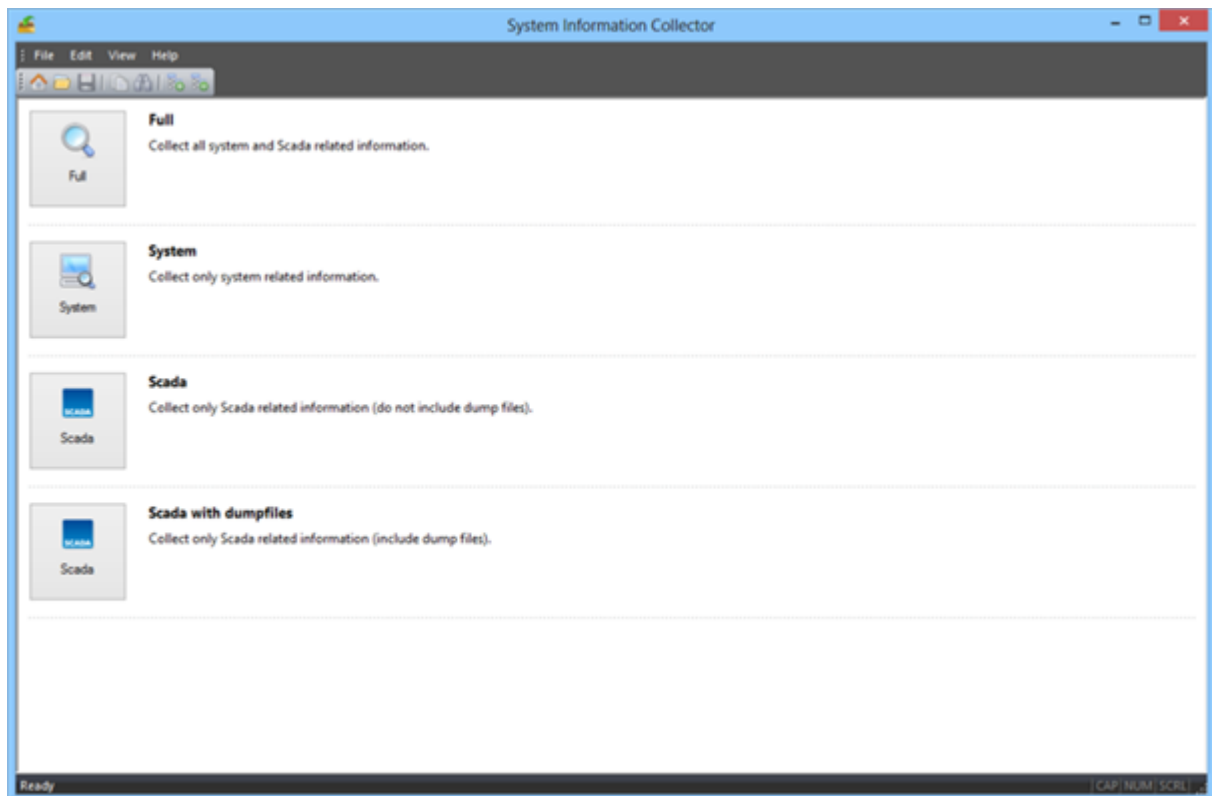 System Information Collector
File Edit View Help
Full
Collect all system and Scada related information.
Full
System
Collect only system related information.
System
Scada
Collect only Scada related information (do not include dump files).
SCADA
Scada
Scada with dumpfiles
Collect only Scada related information (include dump files).
SCADA
Scada
Ready
CAP NUM SCRL